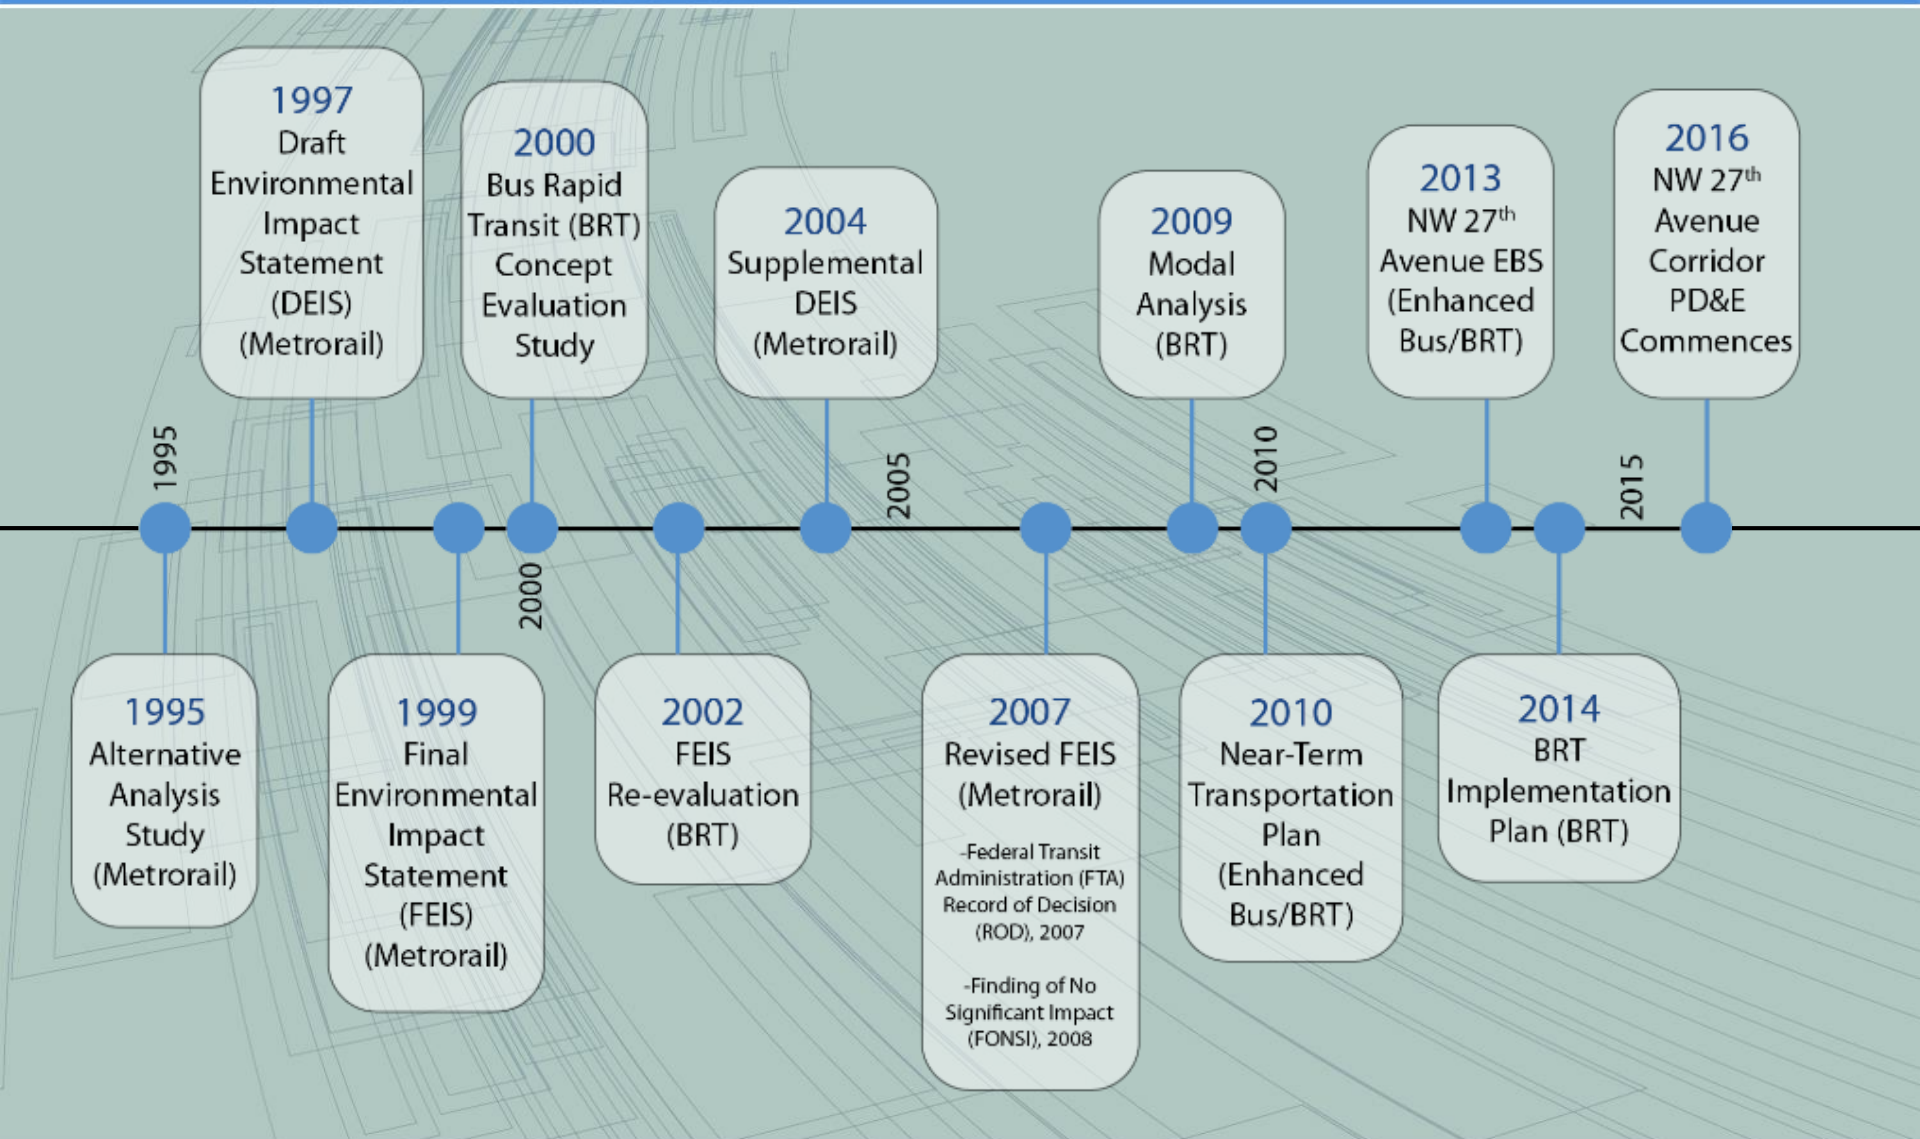 1997
Draft
Environmental
Impact
Statement
(DEIS)
(Metrorail)
2000
Bus Rapid
Transit (BRT)
Concept
Evaluation
Study
2004
Supplemental
DEIS
(Metrorail)
2009
Modal
Analysis
(BRT)
2013
NW 27th
Avenue EBS
(Enhanced
Bus/BRT)
2016
NW 27th
Avenue
Corridor
PD&E
Commences
1995
2000
2005
2010
2015
1995
Alternative
Analysis
Study
(Metrorail)
1999
Final
Environmental
Impact
Statement
(FEIS)
(Metrorail)
2002
FEIS
Re-evaluation
(BRT)
2007
Revised FEIS
(Metrorail)
-Federal Transit
Administration (FTA)
Record of Decision
(ROD), 2007
-Finding of No
Significant Impact
(FONSI), 2008
2010
Near-Term
Transportation
Plan
(Enhanced
Bus/BRT)
2014
BRT
Implementation
Plan (BRT)